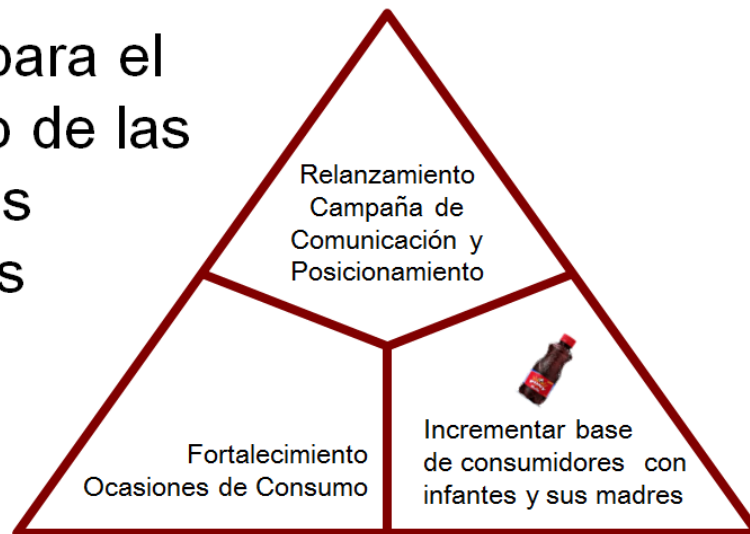 para el
o de las
s
s
Relanzamiento
Campaña de
Comunicación y
Posicionamiento
Fortalecimiento
Ocasiones de Consumo
Incrementar base
de consumidores con
infantes y sus madres